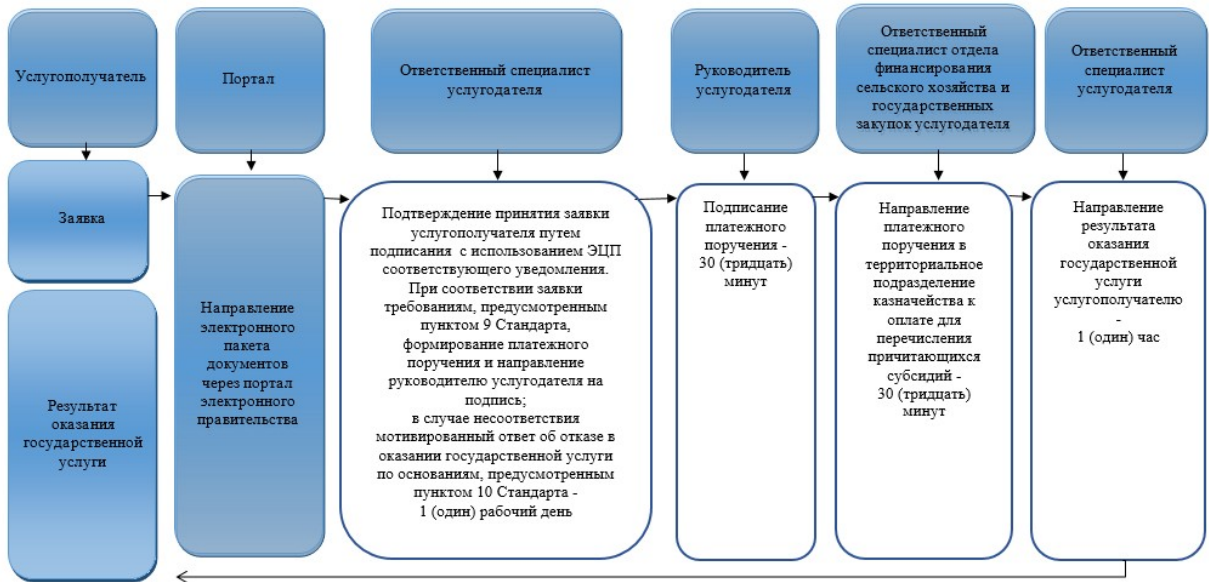 Услугополучатель
Портал
Ответственный специалист
услугодателя
Руководитель
услугодателя
Ответственный
специалист отдела
финансирования
сельского хозяйства и
государственных
закупок услугодателя
Ответственный
специалист
услугодателя
Заявка
Результат
оказания
государственной
услуги
Направление
электронного
пакета
документов
через портал
электронного
правительства
Подтверждение принятия заявки
услугополучателя путем
подписания с использованием ЭЦП
соответствующего уведомления.
При соответствии заявки
требованиям, предусмотренным
пунктом 9 Стандарта,
формирование платежного
поручения и направление
руководителю услугодателя на
подпись;
в случае несоответствия
мотивированный ответ об отказе в
оказании государственной услуги
по основаниям, предусмотренным
пунктом 10 Стандарта -
1 (один) рабочий день
Подписание
платежного
поручения -
30 (тридцать)
минут
Направление
платежного
поручения в
территориальное
подразделение
казначейства к
оплате для
перечисления
причитающихся
субсидий -
30 (тридцать)
минут
Направление
результата
оказания
государственной
услуги
услугополучателю
-
1 (один) час